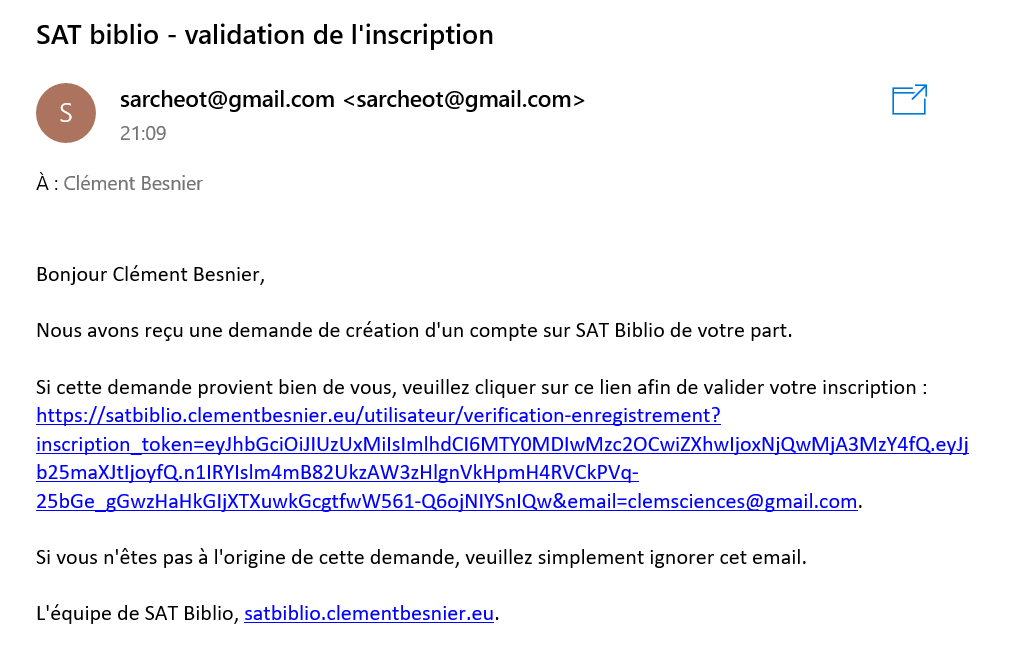 SAT biblio - validation de l'inscription
S
sarcheot@gmail.com <sarcheot@gmail.com>
21:09
À : Clément Besnier
Bonjour Clément Besnier,
Nous avons reçu une demande de création d'un compte sur SAT Biblio de votre part.
Si cette demande provient bien de vous, veuillez cliquer sur ce lien afin de valider votre inscription :
https://satbiblio.clementbesnier.eu/utilisateur/verification-enregistrement?
inscription_token=eyJhbGciOiJIUzUxMiIsImlhdCI6MTY0MDIwMzc2OCwiZXhwIjoxNjQwMjA3MzY4fQ.eyJj
b25maXJtIjoyfQ.n1IRYIslm4mB82UkzAW3zHlgnVkHpmH4RVCkPVq-
25bGe_gGwzHaHkGIjXTXuwkGcgtfwW561-Q6ojNIYSnIQw&email=clemsciences@gmail.com.
Si vous n'êtes pas à l'origine de cette demande, veuillez simplement ignorer cet email.
L'équipe de SAT Biblio, satbiblio.clementbesnier.eu.